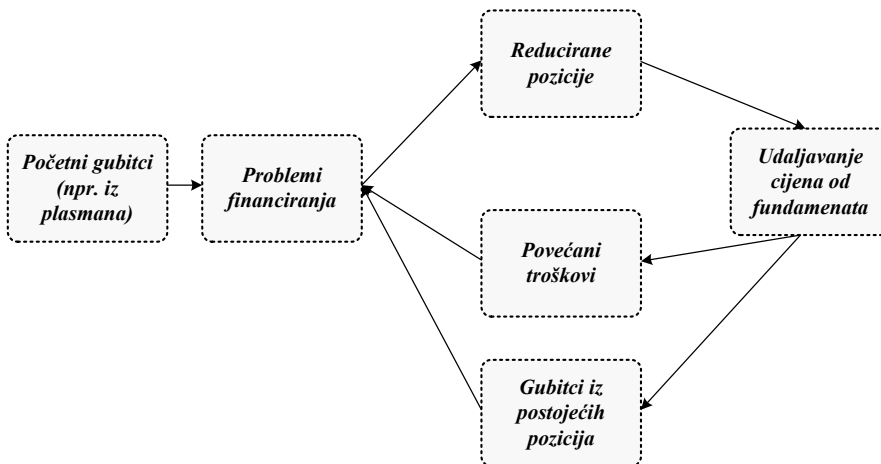 Reducirane
pozicije
Početni gubitci
(npr. iz
plasmana)
Problemi
financiranja
Udaljavanje
cijena od
fundamenata
Povećani
troškovi
Gubitci iz
postojećih
pozicija